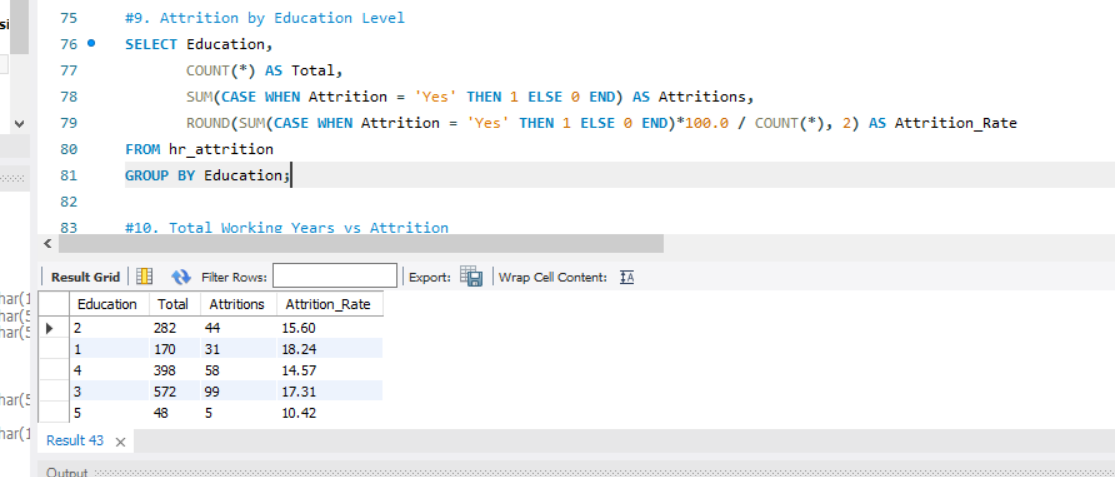 si
75 #9. Attrition by Education Level
76 SELECT Education,
77 COUNT(*) AS Total,
78 SUM(CASE WHEN Attrition = 'Yes' THEN 1 ELSE 0 END) AS Attritions,
79 ROUND(SUM(CASE WHEN Attrition = 'Yes' THEN 1 ELSE 0 END)*100.0 / COUNT(*), 2) AS Attrition_Rate
80 FROM hr_attrition
81 GROUP BY Education;
82
83 #10. Total Working Years vs Attrition
Result Grid Filter Rows: Export: Wrap Cell Content: IA
Education Total Attritions Attrition_Rate
2 282 44 15.60
1 170 31 18.24
4 398 58 14.57
3 572 99 17.31
5 48 5 10.42
har(1
har(5
har(5
har(5
har(1
Result 43
Output